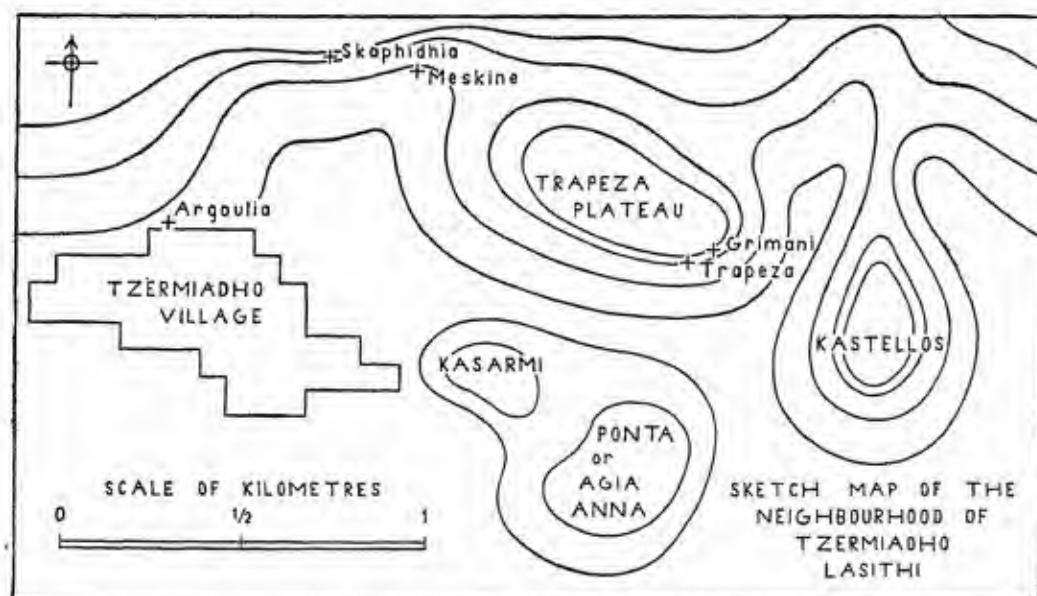 Skaphidhia
Meskine
TRAPEZA
PLATEAU
Argoulia
Grimani
Trapeza
TZERMIADHO
VILLAGE
KASTELLOS
KASARMI
PONTA
or
AGIA
ANNA
SCALE OF KILOMETRES
0 1/2 1
SKETCH MAP OF THE
NEIGHBOURHOOD OF
TZERMIADHO
LASITHI